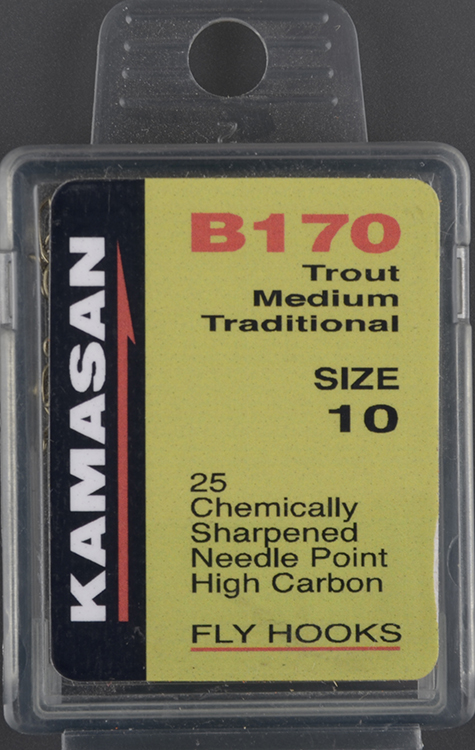 KAMASAN
B170
Trout
Medium
Traditional
SIZE
10
25
Chemically
Sharpened
Needle Point
High Carbon
FLY HOOKS